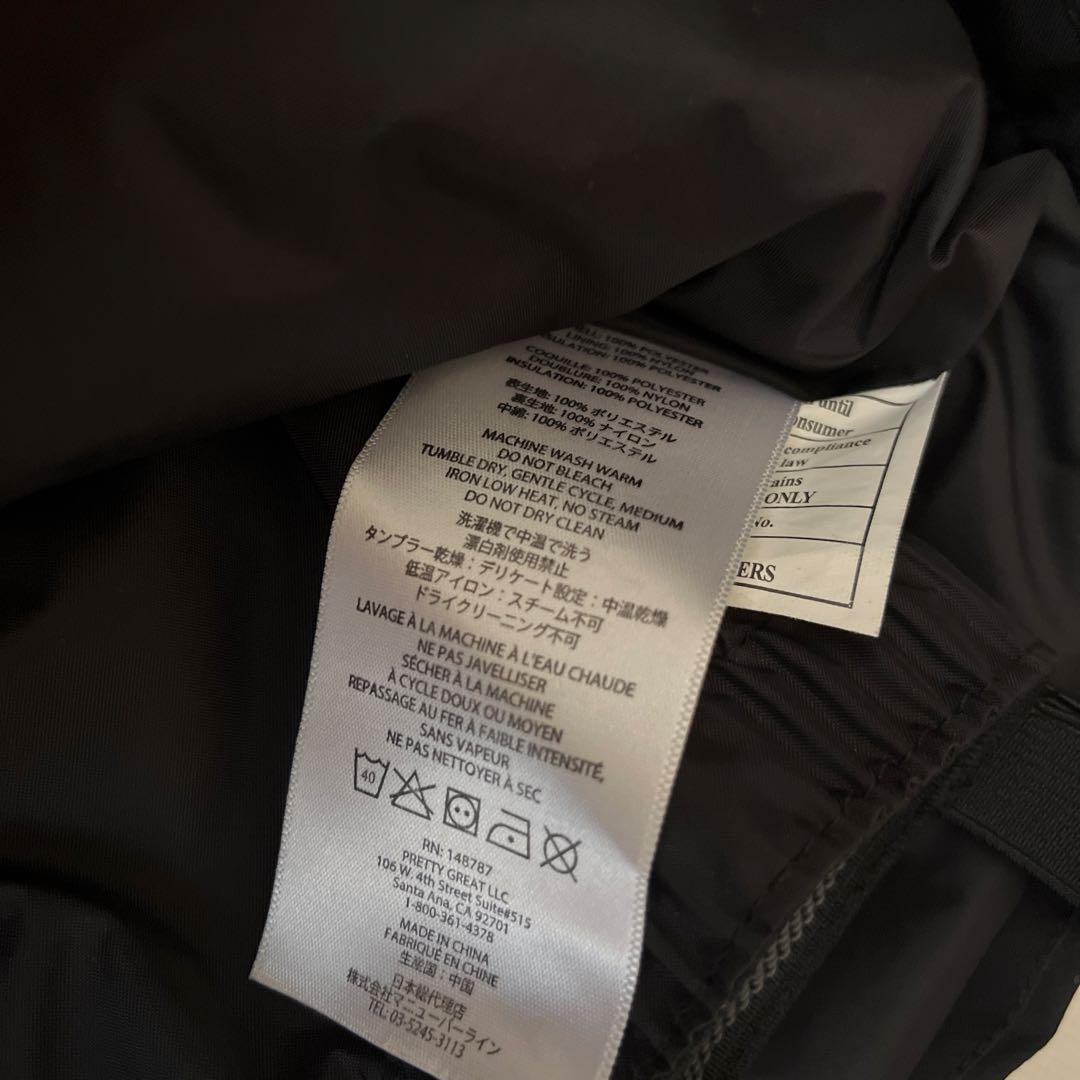 100% POLYESTER
LINING: 100% NYLON
INSULATION: 100% POLYESTER
COQUILLE: 100% POLYESTER
DOUBLURE: 100% NYLON
INSULATION: 100% POLYESTER
表生地: 100% ポリエステル
裏生地: 100% ナイロン
中綿: 100% ポリエステル
MACHINE WASH WARM
DO NOT BLEACH
TUMBLE DRY, GENTLE CYCLE, MEDIUM
IRON LOW HEAT, NO STEAM
DO NOT DRY CLEAN
洗濯機で中温で洗う
漂白剤使用禁止
タンブラー乾燥：デリケート設定：中温乾燥
低温アイロン：スチーム不可
ドライクリーニング不可
LAVAGE À LA MACHINE À L'EAU CHAUDE
NE PAS JAVELLISER
SÉCHER À LA MACHINE
À CYCLE DOUX OU MOYEN
REPASSAGE AU FER À FAIBLE INTENSITÉ,
SANS VAPEUR
NE PAS NETTOYER À SEC
40
RN: 148787
PRETTY GREAT LLC
106 W. 4th Street Suite#515
Santa Ana, CA 92701
1-800-361-4378
MADE IN CHINA
FABRIQUÉ EN CHINE
生産国：中国
日本総代理店
株式会社マニューバーライン
TEL: 03-5245-3113
until
onsumer
compliance
law
ains
ONLY
No.
ERS